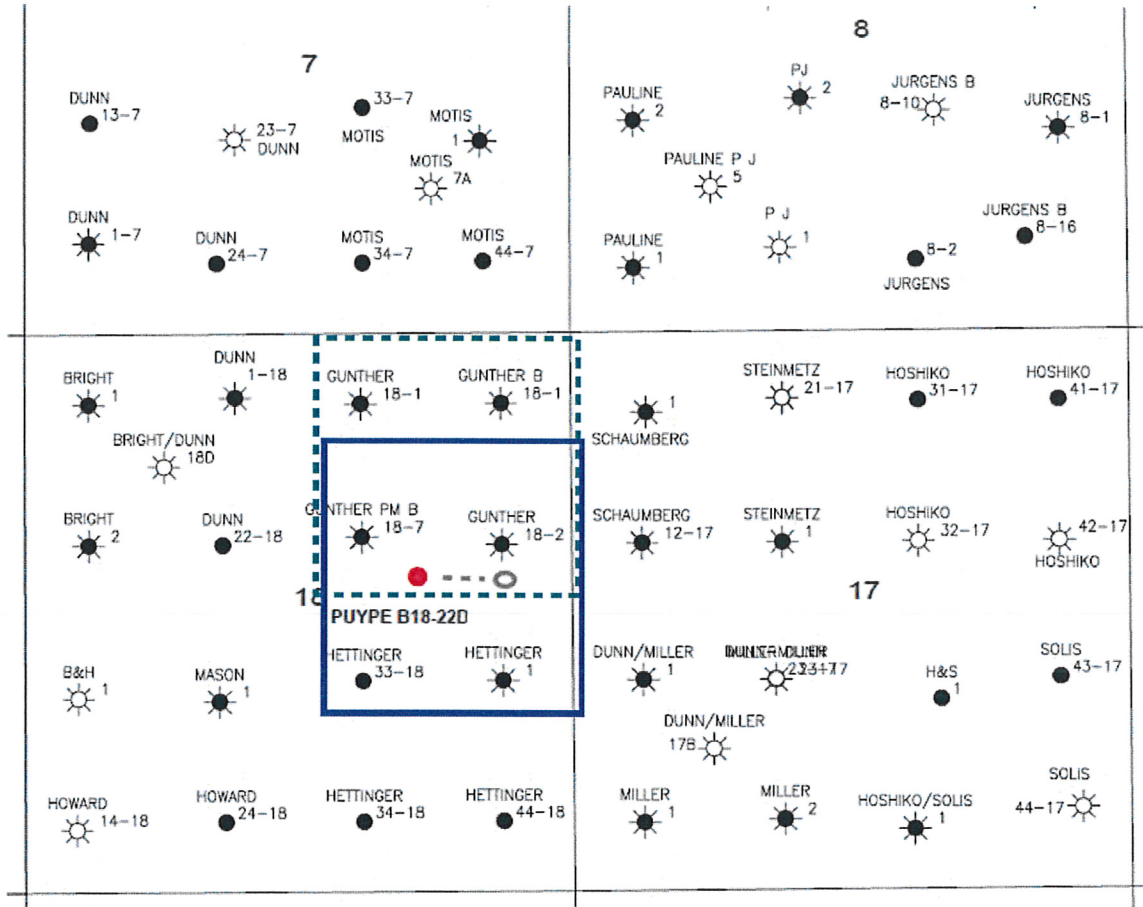 7
8
DUNN
13-7
23-7
DUNN
33-7
MOTIS
MOTIS
1
MOTIS
7A
DUNN
1-7
DUNN
24-7
MOTIS
34-7
MOTIS
44-7
PAULINE
2
PJ
2
JURGENS B
8-10
JURGENS
8-1
PAULINE P J
5
PAULINE
1
P J
1
8-2
JURGENS
JURGENS B
8-16
BRIGHT
1
DUNN
1-18
GUNTHER
18-1
GUNTHER B
18-1
BRIGHT/DUNN
18D
BRIGHT
2
DUNN
22-18
GUNTHER PM B
18-7
GUNTHER
18-2
18
PUYPE B18-22D
B&H
1
MASON
1
HETTINGER
33-18
HETTINGER
1
HOWARD
14-18
HOWARD
24-18
HETTINGER
34-18
HETTINGER
44-18
1
SCHAUMBERG
STEINMETZ
21-17
HOSHIKO
31-17
HOSHIKO
41-17
SCHAUMBERG
12-17
STEINMETZ
1
HOSHIKO
32-17
42-17
HOSHIKO
17
DUNN/MILLER
1
H&S
1
SOLIS
43-17
DUNN/MILLER
17B
MILLER
1
MILLER
2
HOSHIKO/SOLIS
1
SOLIS
44-17